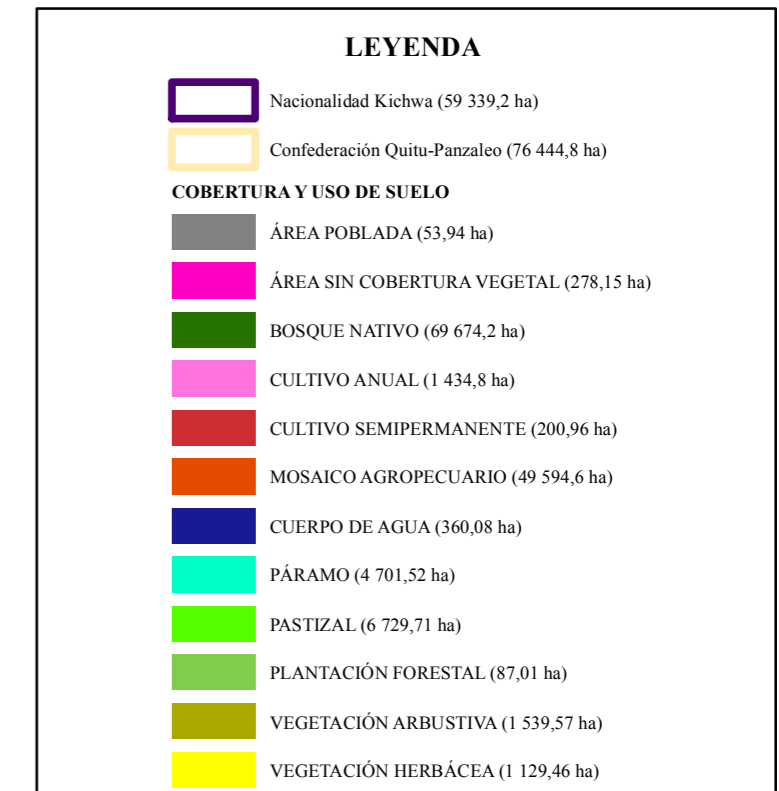 LEYENDA
Nacionalidad Kichwa (59 339,2 ha)
Confederación Quitu-Panzaleo (76 444,8 ha)
COBERTURA Y USO DE SUELO
ÁREA POBLADA (53,94 ha)
ÁREA SIN COBERTURA VEGETAL (278,15 ha)
BOSQUE NATIVO (69 674,2 ha)
CULTIVO ANUAL (1 434,8 ha)
CULTIVO SEMIPERMANENTE (200,96 ha)
MOSAICO AGROPECUARIO (49 594,6 ha)
CUERPO DE AGUA (360,08 ha)
PÁRAMO (4 701,52 ha)
PASTIZAL (6 729,71 ha)
PLANTACIÓN FORESTAL (87,01 ha)
VEGETACIÓN ARBUSTIVA (1 539,57 ha)
VEGETACIÓN HERBÁCEA (1 129,46 ha)